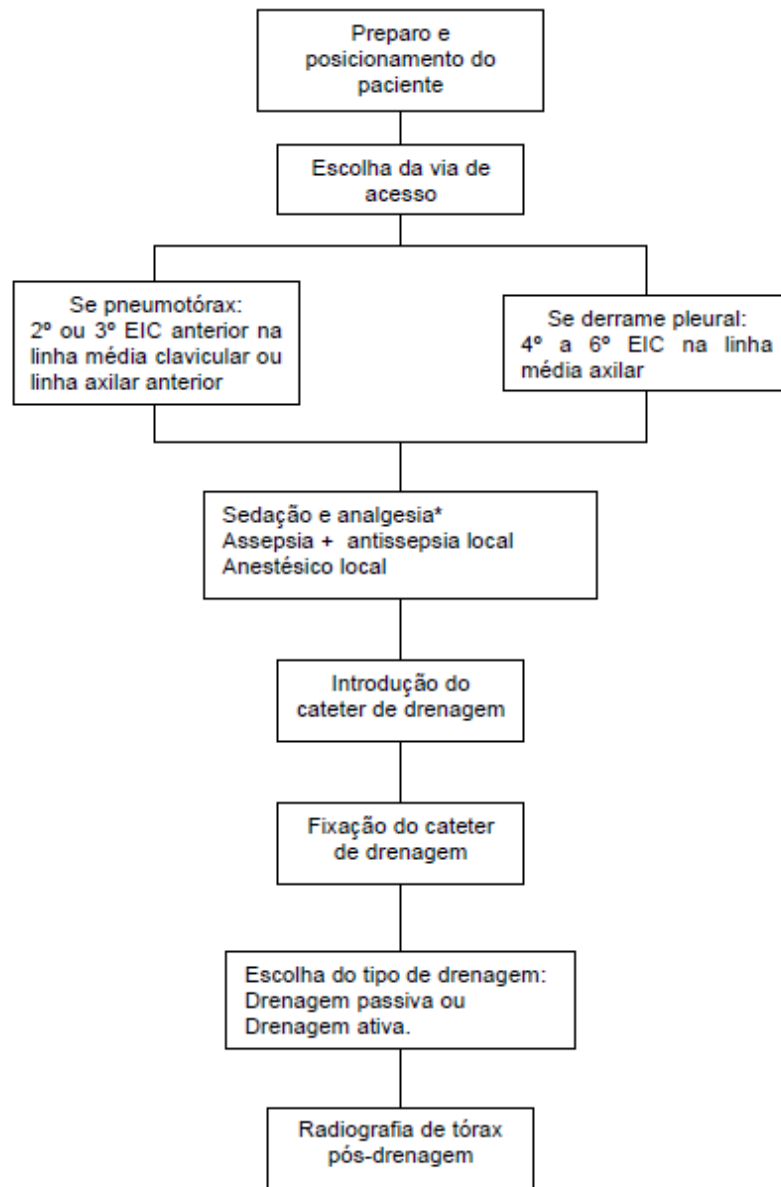 Preparo e
posicionamento do
paciente
Escolha da via de
acesso
Se pneumotórax:
2º ou 3º EIC anterior na
linha média clavicular ou
linha axilar anterior
Se derrame pleural:
4º a 6º EIC na linha
média axilar
Sedação e analgesia*
Assepsia + antissepsia local
Anestésico local
Introdução do
cateter de drenagem
Fixação do cateter
de drenagem
Escolha do tipo de drenagem:
Drenagem passiva ou
Drenagem ativa.
Radiografia de tórax
pós-drenagem